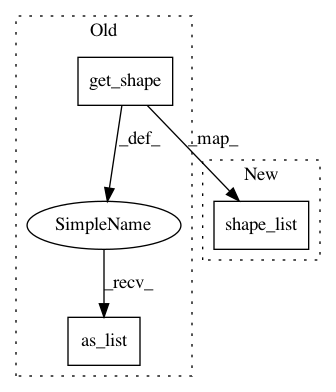 Old
get_shape
_def_
_map_
New
SimpleName
shape_list
_recv_
as_list